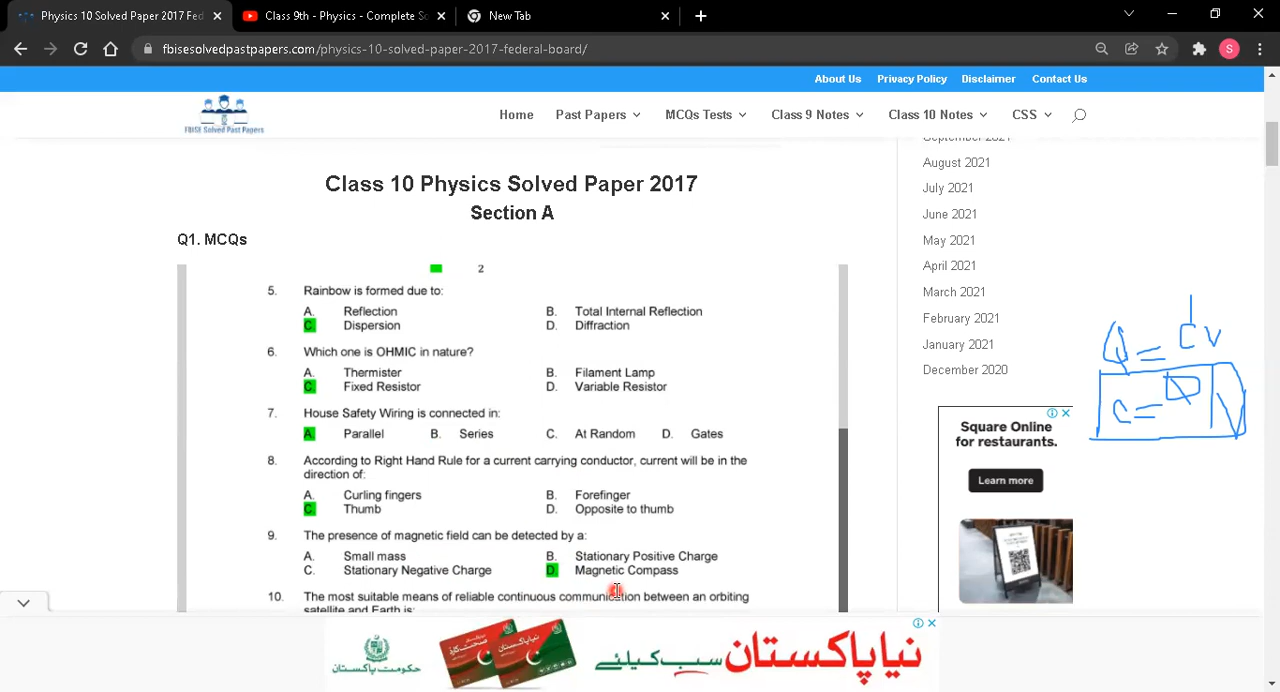 Physics 10 Solved Paper 2017 Fed
Class 9th - Physics - Complete S
New Tab
fbisesolvedpastpapers.com/physics-10-solved-paper-2017-federal-board/
S
About Us Privacy Policy Disclaimer Contact Us
FBISE Solved Past Papers
Home Past Papers MCQs Tests Class 9 Notes Class 10 Notes CSS
Class 10 Physics Solved Paper 2017
Section A
Q1. MCQs
2
5. Rainbow is formed due to:
A. Reflection B. Total Internal Reflection
C Dispersion D. Diffraction
6. Which one is OHMIC in nature?
A. Thermister B. Filament Lamp
C. Fixed Resistor D. Variable Resistor
7. House Safety Wiring is connected in:
A Parallel B. Series C. At Random D. Gates
8. According to Right Hand Rule for a current carrying conductor, current will be in the
direction of:
A. Curling fingers B. Forefinger
C Thumb D. Opposite to thumb
9. The presence of magnetic field can be detected by a:
A. Small mass B. Stationary Positive Charge
C. Stationary Negative Charge D. Magnetic Compass
10. The most suitable means of reliable continuous communication between an orbiting
satellite and Earth is:
September 2021
August 2021
July 2021
June 2021
May 2021
April 2021
March 2021
February 2021
January 2021
December 2020
Q = CV
C =
V
Square Online
for restaurants.
Learn more
حکومتِ پاکستان
نیا پاکستان سب کیلئے